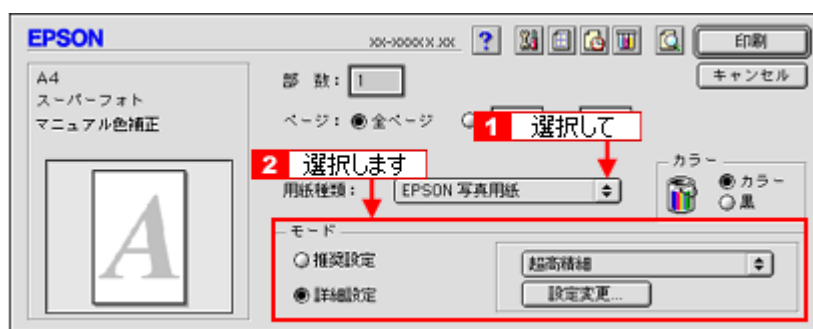 EPSON
XX-XXXX X.XX
印刷
A4
スーパーフォト
マニュアル色補正
部 数: 1
キャンセル
ページ: 全ページ
1 選択して
2 選択します
用紙種類: EPSON 写真用紙
カラー
カラー
黒
モード
推奨設定
超高精細
詳細設定
設定変更...
A